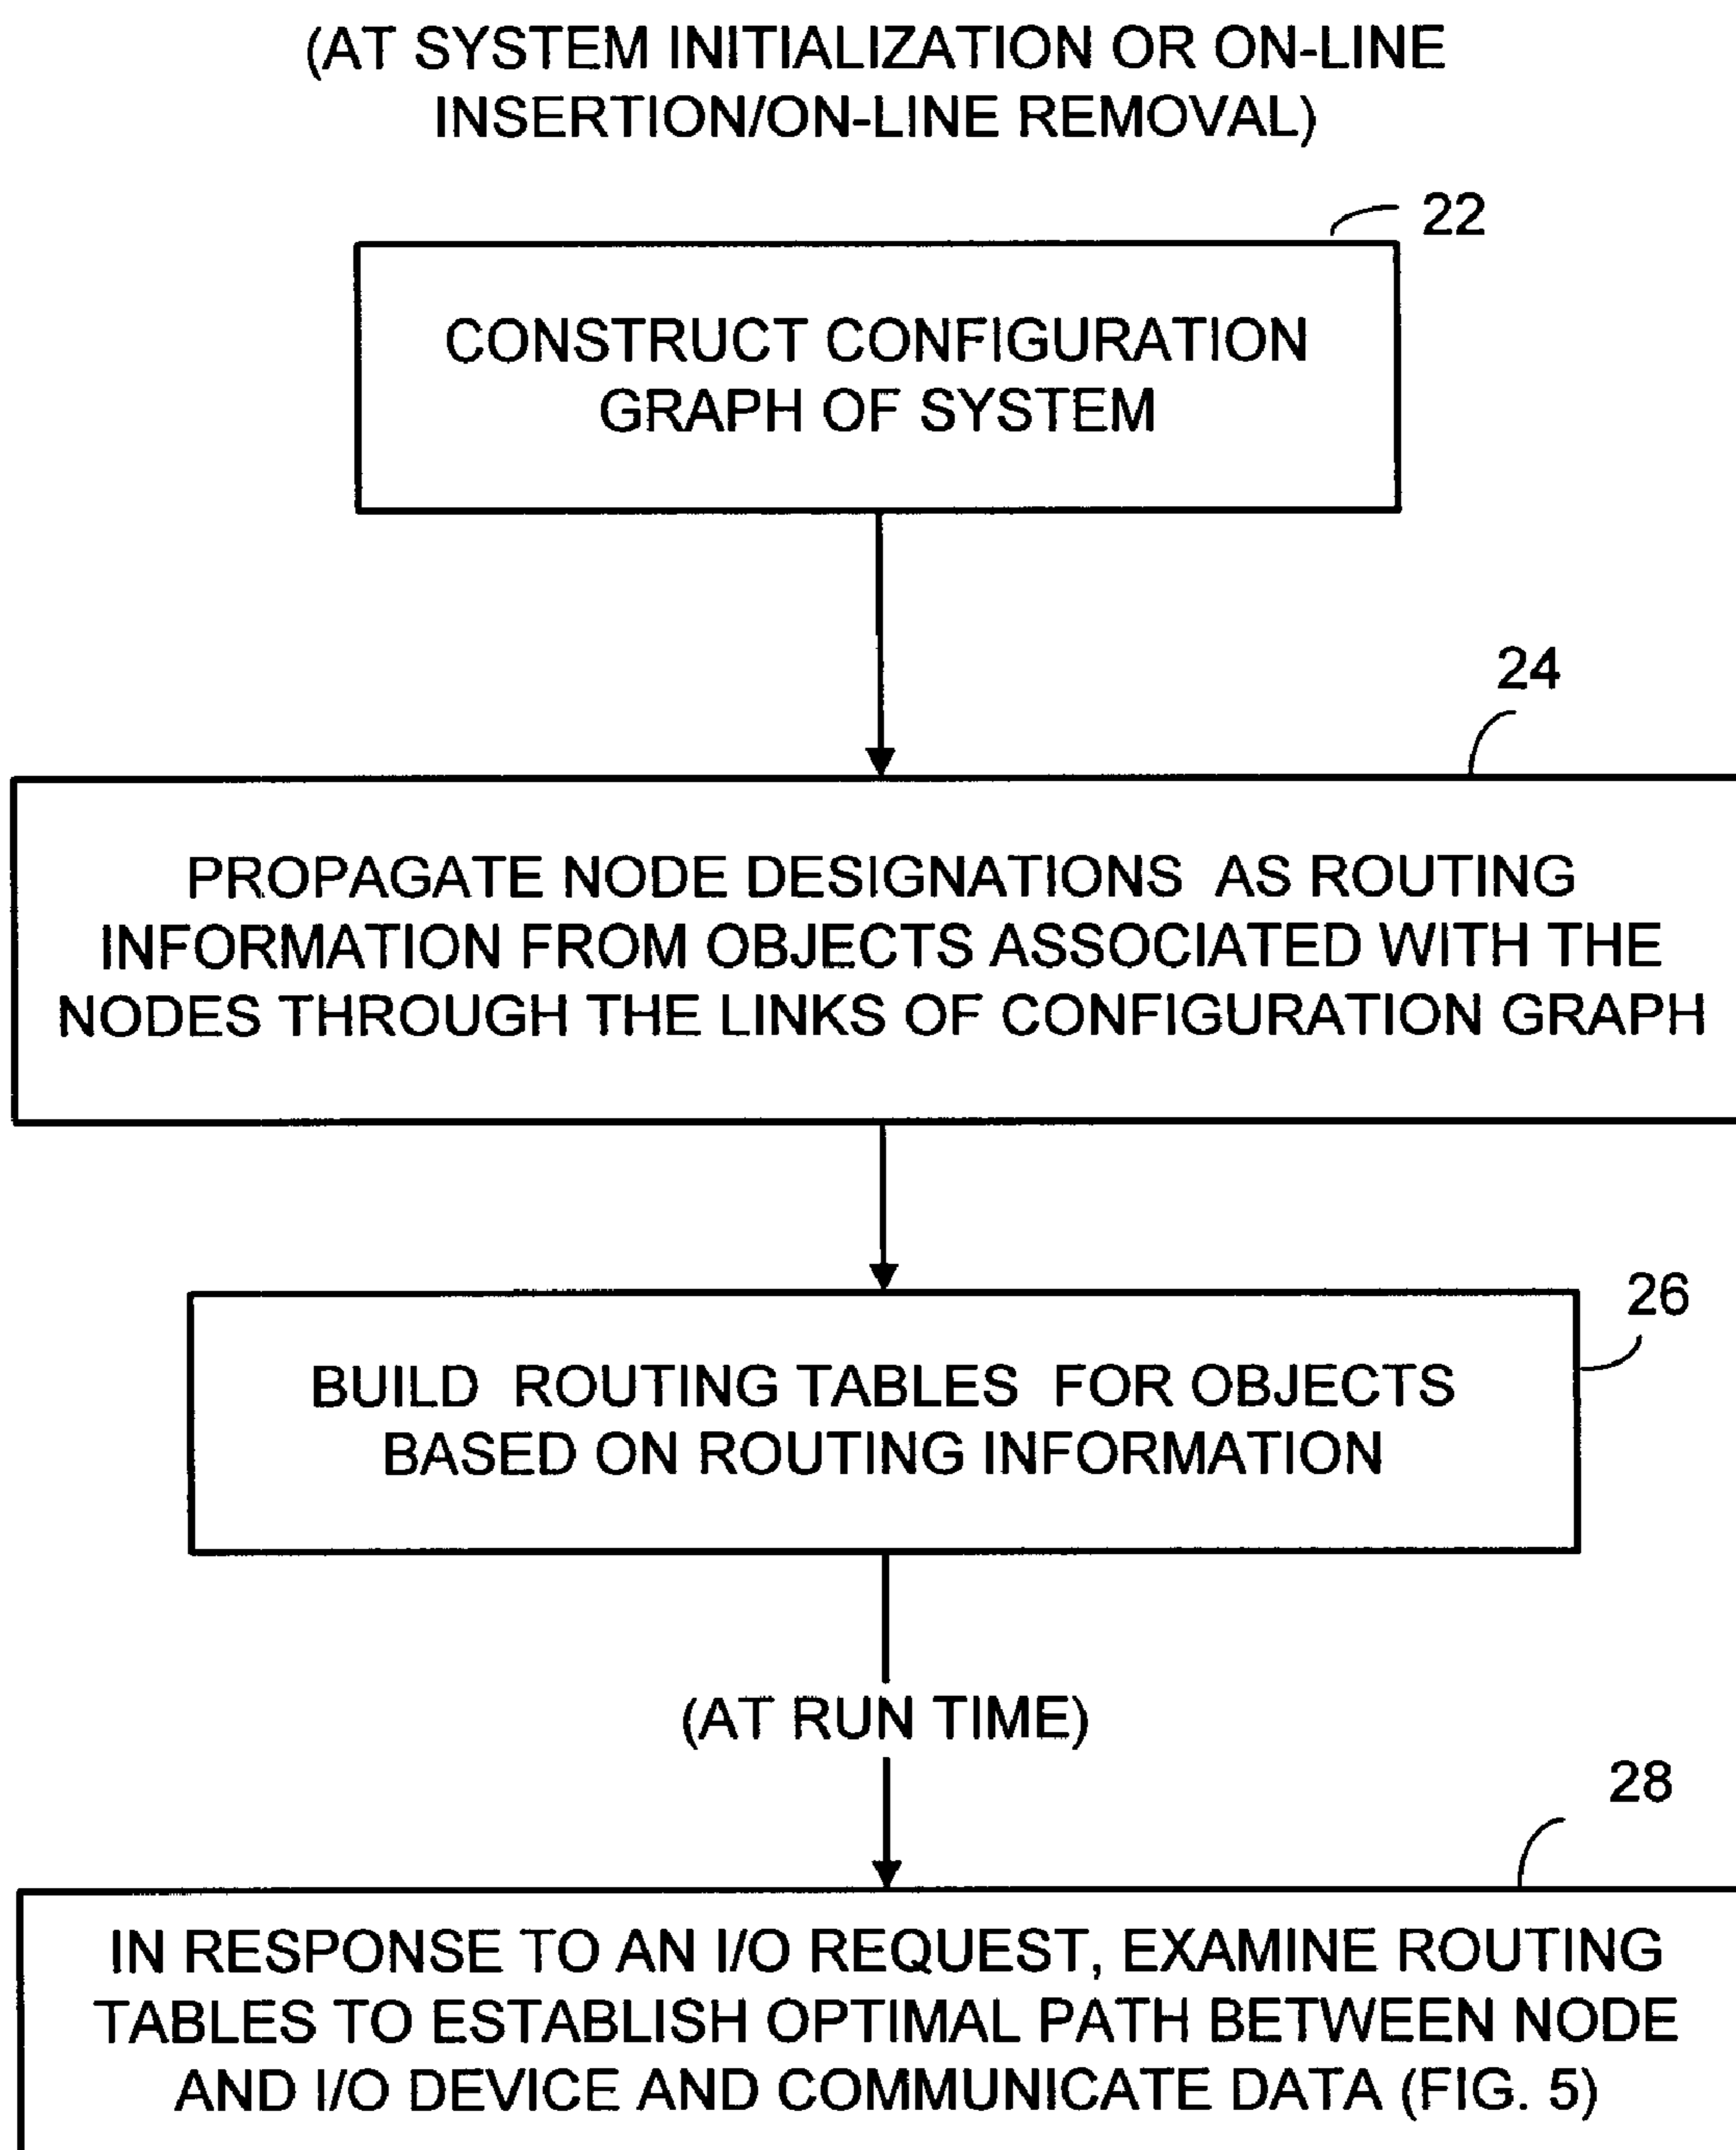 (AT SYSTEM INITIALIZATION OR ON-LINE
INSERTION/ON-LINE REMOVAL)
22
CONSTRUCT CONFIGURATION
GRAPH OF SYSTEM
24
PROPAGATE NODE DESIGNATIONS AS ROUTING
INFORMATION FROM OBJECTS ASSOCIATED WITH THE
NODES THROUGH THE LINKS OF CONFIGURATION GRAPH
26
BUILD ROUTING TABLES FOR OBJECTS
BASED ON ROUTING INFORMATION
(AT RUN TIME)
28
IN RESPONSE TO AN I/O REQUEST, EXAMINE ROUTING
TABLES TO ESTABLISH OPTIMAL PATH BETWEEN NODE
AND I/O DEVICE AND COMMUNICATE DATA (FIG. 5)